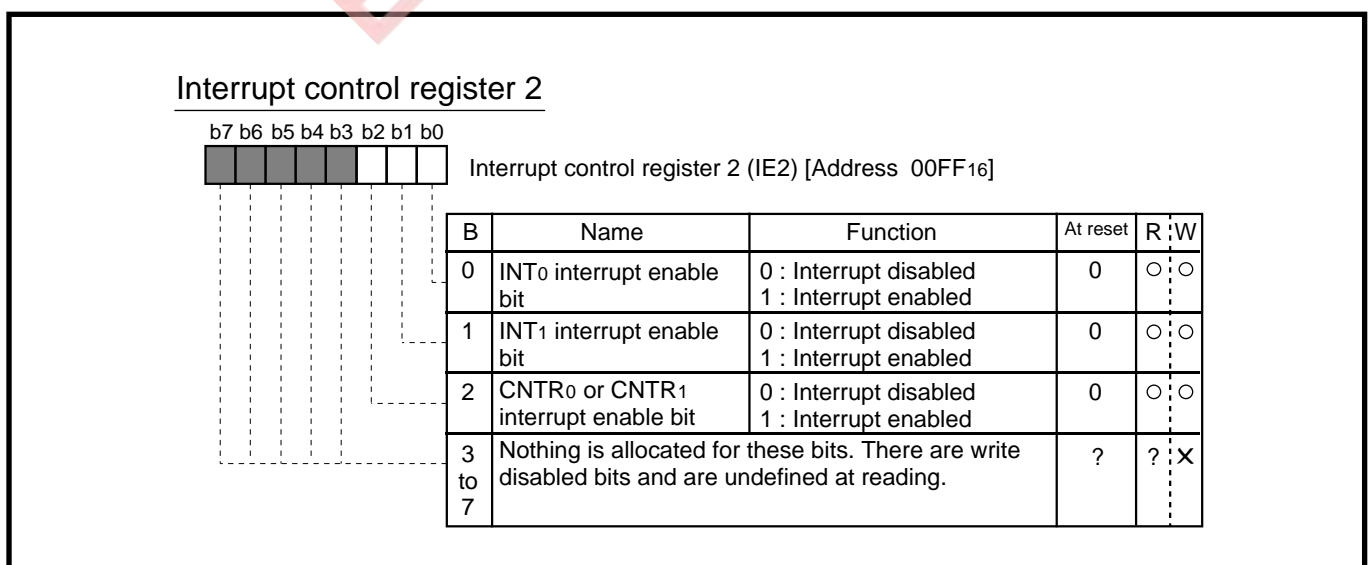 Interrupt control register 2
b7 b6 b5 b4 b3 b2 b1 b0
Interrupt control register 2 (IE2) [Address 00FF16]
B Name Function At reset R W
0 INT0 interrupt enable bit 0 : Interrupt disabled 1 : Interrupt enabled 0 ○ ○
1 INT1 interrupt enable bit 0 : Interrupt disabled 1 : Interrupt enabled 0 ○ ○
2 CNTR0 or CNTR1 interrupt enable bit 0 : Interrupt disabled 1 : Interrupt enabled 0 ○ ○
3 to 7 Nothing is allocated for these bits. There are write disabled bits and are undefined at reading. ? ? ×